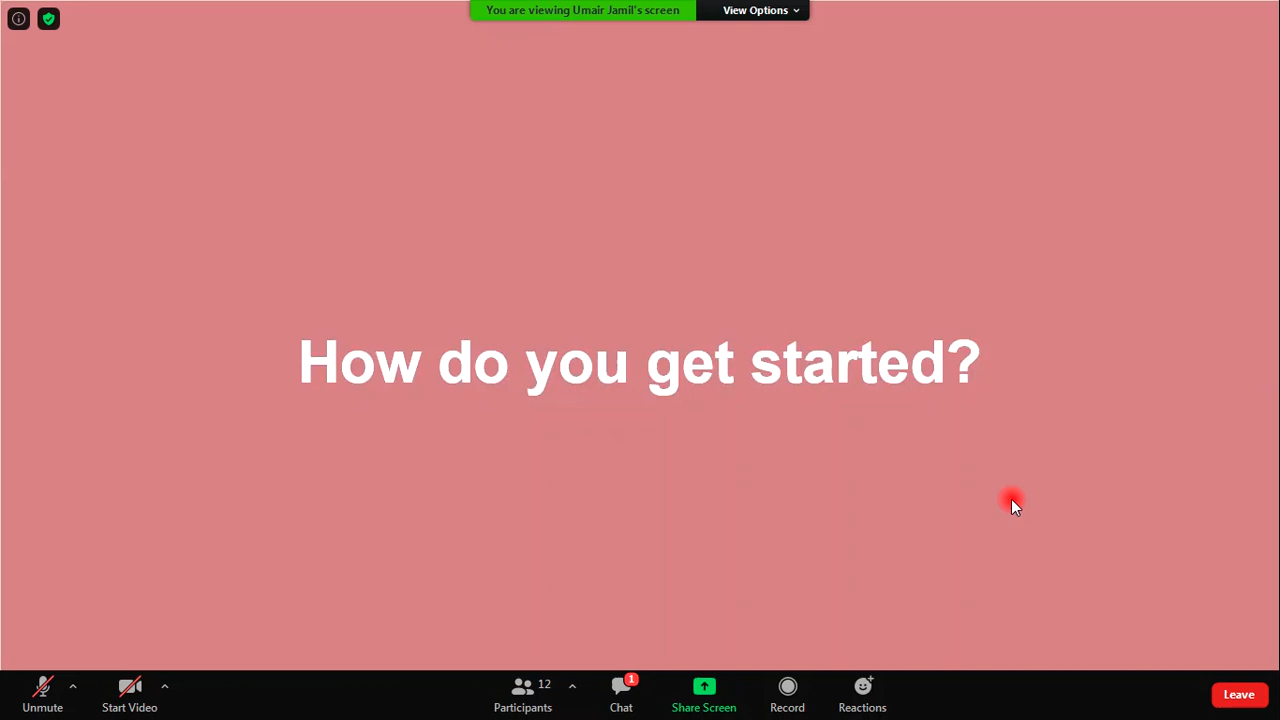 You are viewing Umair Jamil's screen
View Options
How do you get started?
12
1
Unmute
Start Video
Participants
Chat
Share Screen
Record
Reactions
Leave